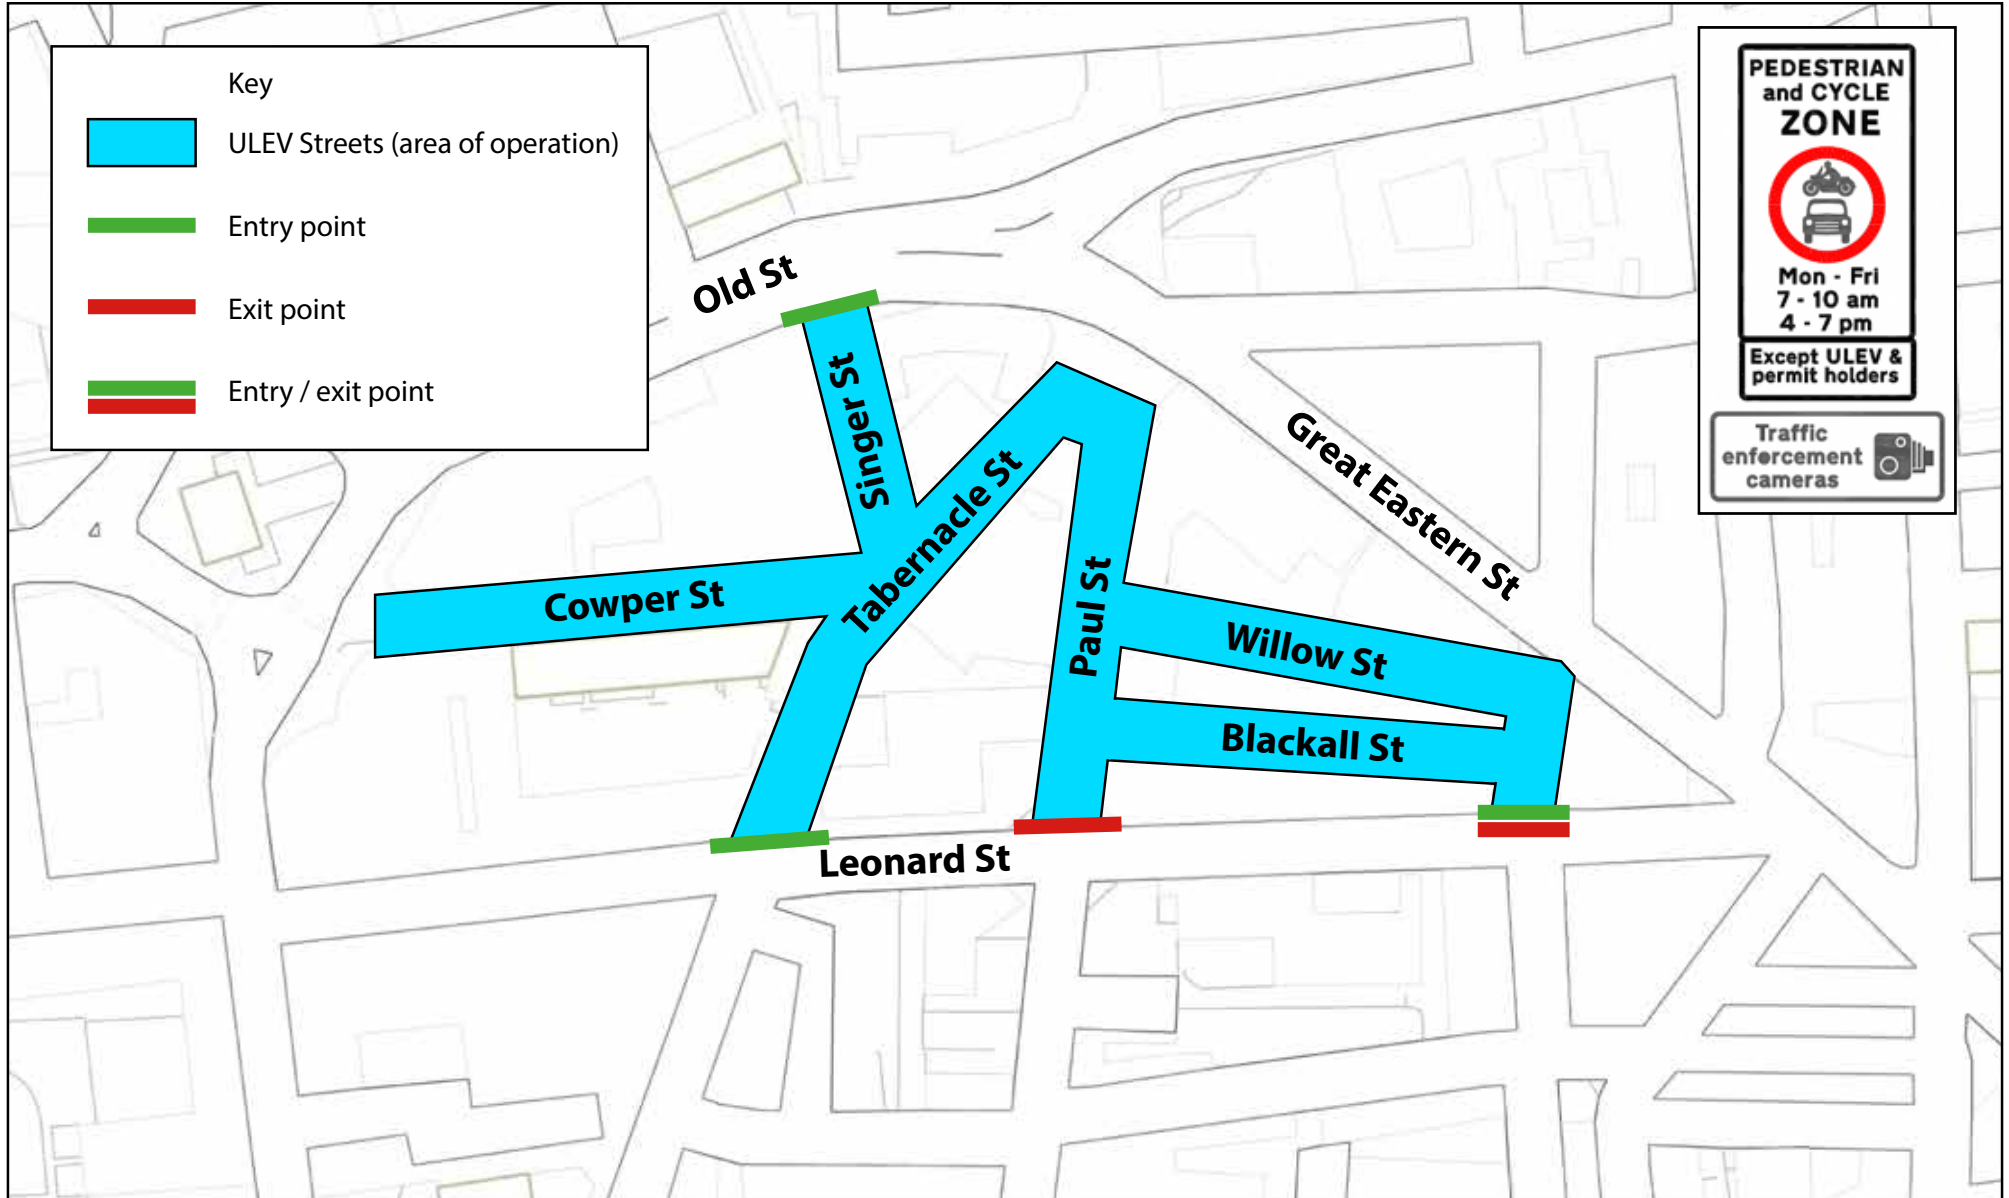 Key
ULEV Streets (area of operation)
Entry point
Exit point
Entry / exit point
PEDESTRIAN
and CYCLE
ZONE
Mon - Fri
7 - 10 am
4 - 7 pm
Except ULEV &
permit holders
Traffic
enforcement
cameras
Old St
Singer St
Great Eastern St
Tabernacle St
Cowper St
Paul St
Willow St
Blackall St
Leonard St